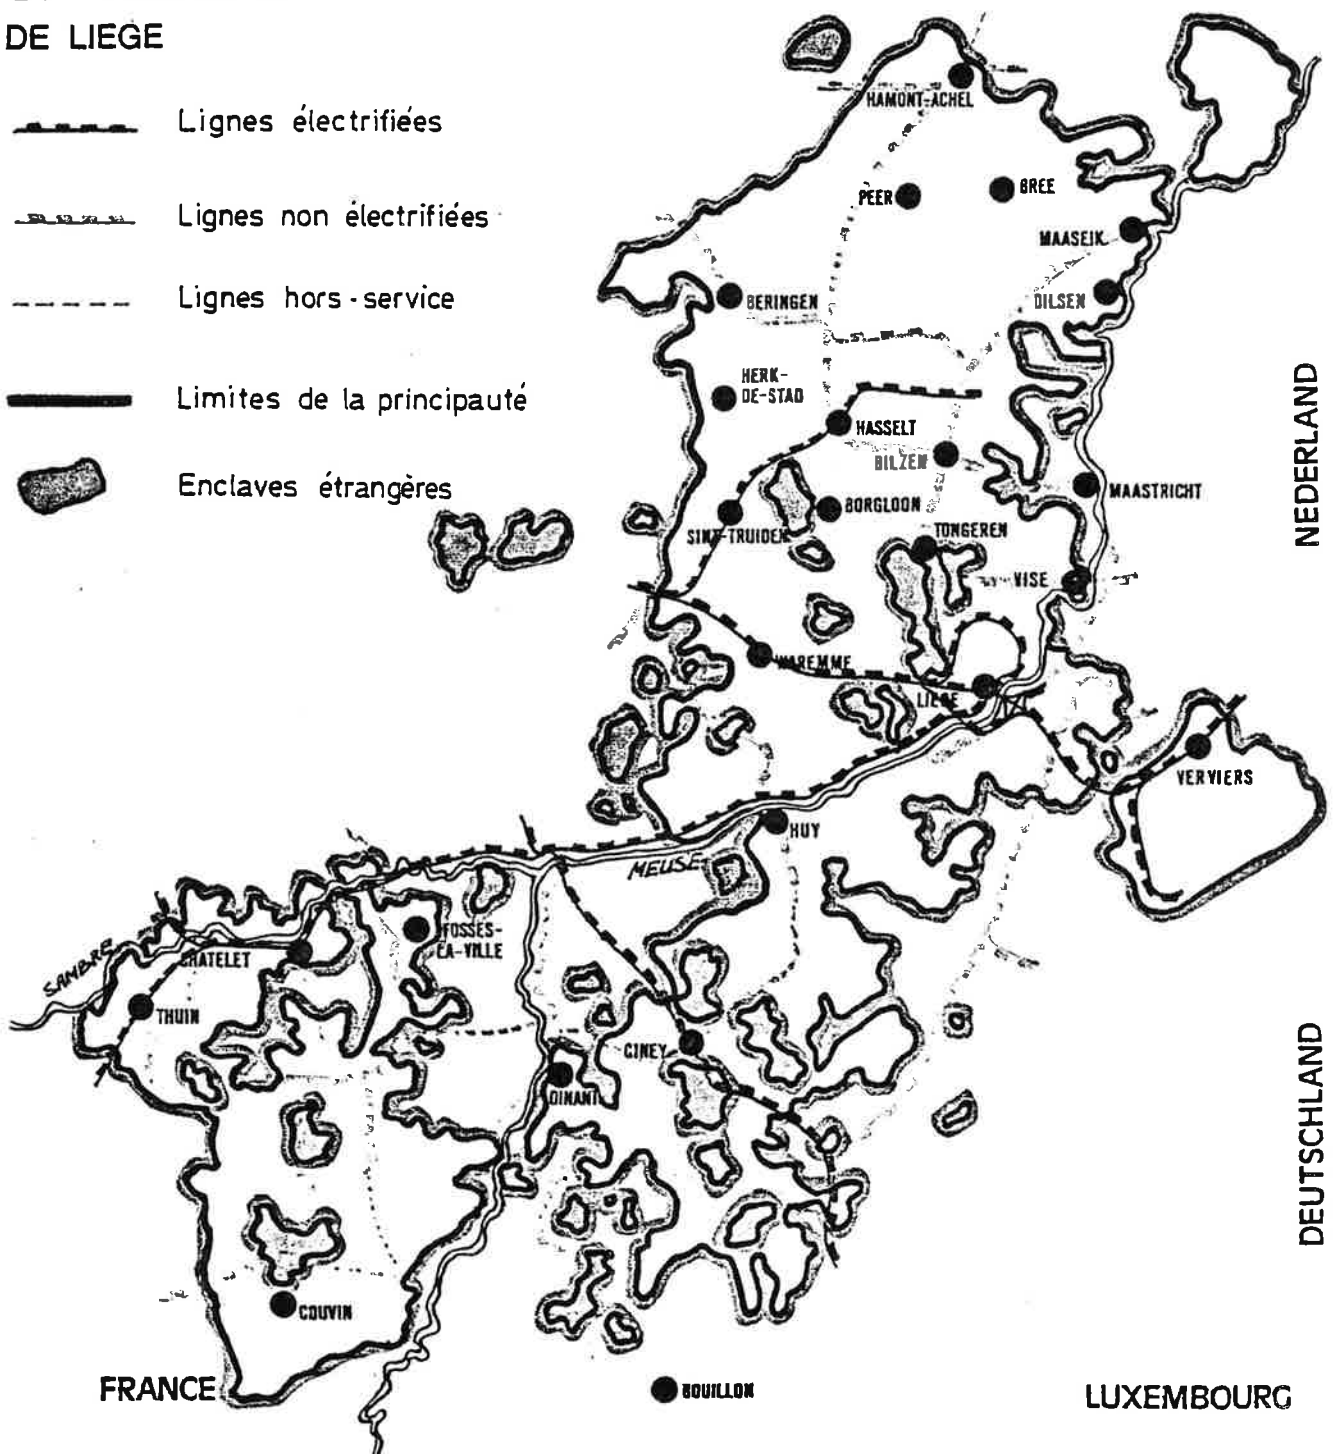 DE LIEGE
Lignes électrifiées
Lignes non électrifiées
Lignes hors-service
Limites de la principauté
Enclaves étrangères
HAMONT-ACHEL
PEER
BREE
MAASEIK
DILSEN
BERINGEN
HERK-
DE-STAD
HASSELT
BILZEN
MAASTRICHT
BORGLOON
SINT-TRUIDEN
TONGEREN
VISE
WAREMME
LIEGE
VERVIERS
HUY
MEUSE
FOSSES-
LA-VILLE
CHATELET
SAMBRE
THUIN
CINEY
DINANT
COUVIN
BOUILLON
NEDERLAND
DEUTSCHLAND
FRANCE
LUXEMBOURG